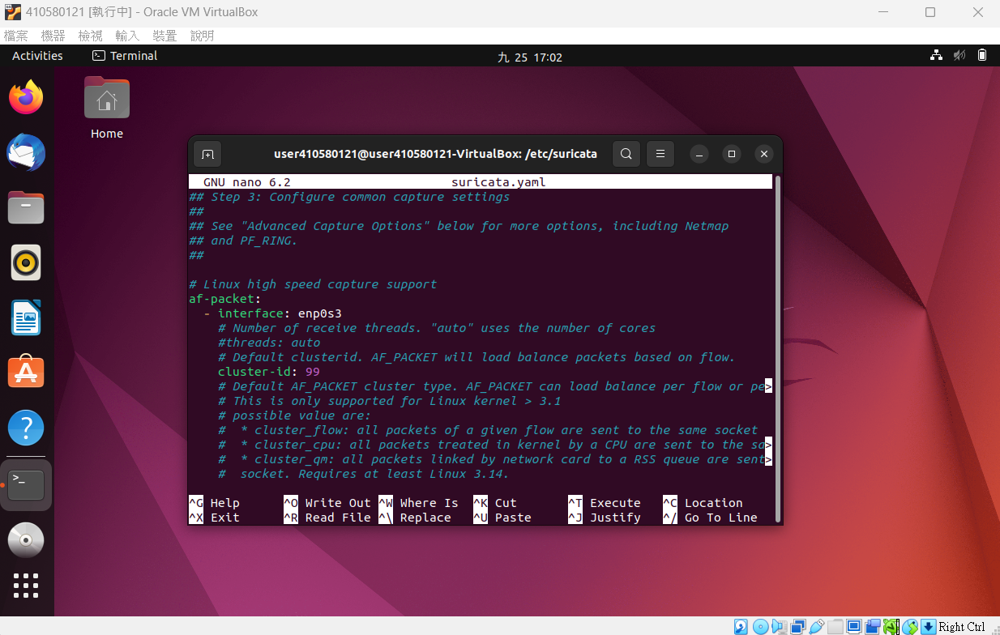 410580121 [執行中] - Oracle VM VirtualBox
檔案 機器 檢視 輸入 裝置 說明
Activities Terminal 九 25 17:02
Home
user410580121@user410580121-VirtualBox: /etc/suricata
GNU nano 6.2 suricata.yaml
## Step 3: Configure common capture settings
##
## See "Advanced Capture Options" below for more options, including Netmap
## and PF_RING.
##
# Linux high speed capture support
af-packet:
- interface: enp0s3
# Number of receive threads. "auto" uses the number of cores
#threads: auto
# Default clusterid. AF_PACKET will load balance packets based on flow.
cluster-id: 99
# Default AF_PACKET cluster type. AF_PACKET can load balance per flow or pe>
# This is only supported for Linux kernel > 3.1
# possible value are:
#  * cluster_flow: all packets of a given flow are sent to the same socket
#  * cluster_cpu: all packets treated in kernel by a CPU are sent to the sa>
#  * cluster_qm: all packets linked by network card to a RSS queue are sent>
#  socket. Requires at least Linux 3.14.
^G Help ^O Write Out ^W Where Is ^K Cut ^T Execute ^C Location
^X Exit ^R Read File ^\ Replace ^U Paste ^J Justify ^/ Go To Line
Right Ctrl